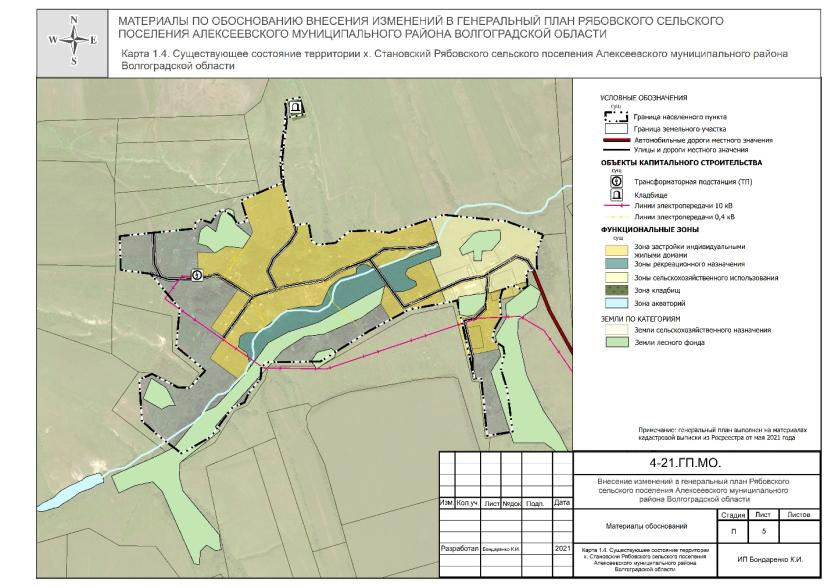 N
W E
S
МАТЕРИАЛЫ ПО ОБОСНОВАНИЮ ВНЕСЕНИЯ ИЗМЕНЕНИЙ В ГЕНЕРАЛЬНЫЙ ПЛАН РЯБОВСКОГО СЕЛЬСКОГО
ПОСЕЛЕНИЯ АЛЕКСЕЕВСКОГО МУНИЦИПАЛЬНОГО РАЙОНА ВОЛГОГРАДСКОЙ ОБЛАСТИ
Карта 1.4. Существующее состояние территории х. Становский Рябовского сельского поселения Алексеевского муниципального района
Волгоградской области
УСЛОВНЫЕ ОБОЗНАЧЕНИЯ
сущ
Граница населенного пункта
Граница земельного участка
Автомобильные дороги местного значения
Улицы и дороги местного значения
ОБЪЕКТЫ КАПИТАЛЬНОГО СТРОИТЕЛЬСТВА
сущ
Трансформаторная подстанция (ТП)
Кладбище
Линии электропередачи 10 кВ
Линии электропередачи 0,4 кВ
ФУНКЦИОНАЛЬНЫЕ ЗОНЫ
сущ
Зона застройки индивидуальными
жилыми домами
Зоны рекреационного назначения
Зоны сельскохозяйственного использования
Зона кладбищ
Зона акваторий
ЗЕМЛИ ПО КАТЕГОРИЯМ
Земли сельскохозяйственного назначения
Земли лесного фонда
Примечание: генеральный план выполнен на материалах
кадастровой выписки из Росреестра от мая 2021 года
4-21.ГП.МО.
Внесение изменений в генеральный план Рябовского
сельского поселения Алексеевского муниципального
района Волгоградской области
Изм. Кол.уч. Лист №док Подп. Дата
Материалы обоснований
Стадия Лист Листов
П 5
Разработал Бондаренко К.И. 2021
Карта 1.4. Существующее состояние территории
х. Становский Рябовского сельского поселения
Алексеевского муниципального района
Волгоградской области
ИП Бондаренко К.И.